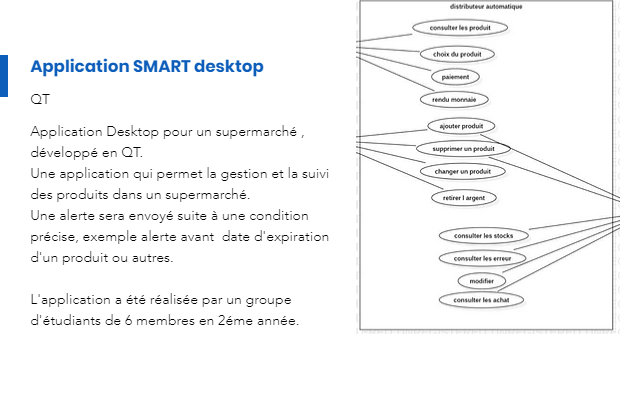 Application SMART desktop
QT
Application Desktop pour un supermarché ,
développé en QT.
Une application qui permet la gestion et la suivi
des produits dans un supermarché.
Une alerte sera envoyé suite à une condition
précise, exemple alerte avant  date d'expiration
d'un produit ou autres.
L'application a été réalisée par un groupe
d'étudiants de 6 membres en 2éme année.
distributeur automatique
consulter les produit
choix du produit
paiement
rendu monnaie
ajouter produit
supprimer un produit
changer un produit
retirer l argent
consulter les stocks
consulter les erreur
modifier
consulter les achat